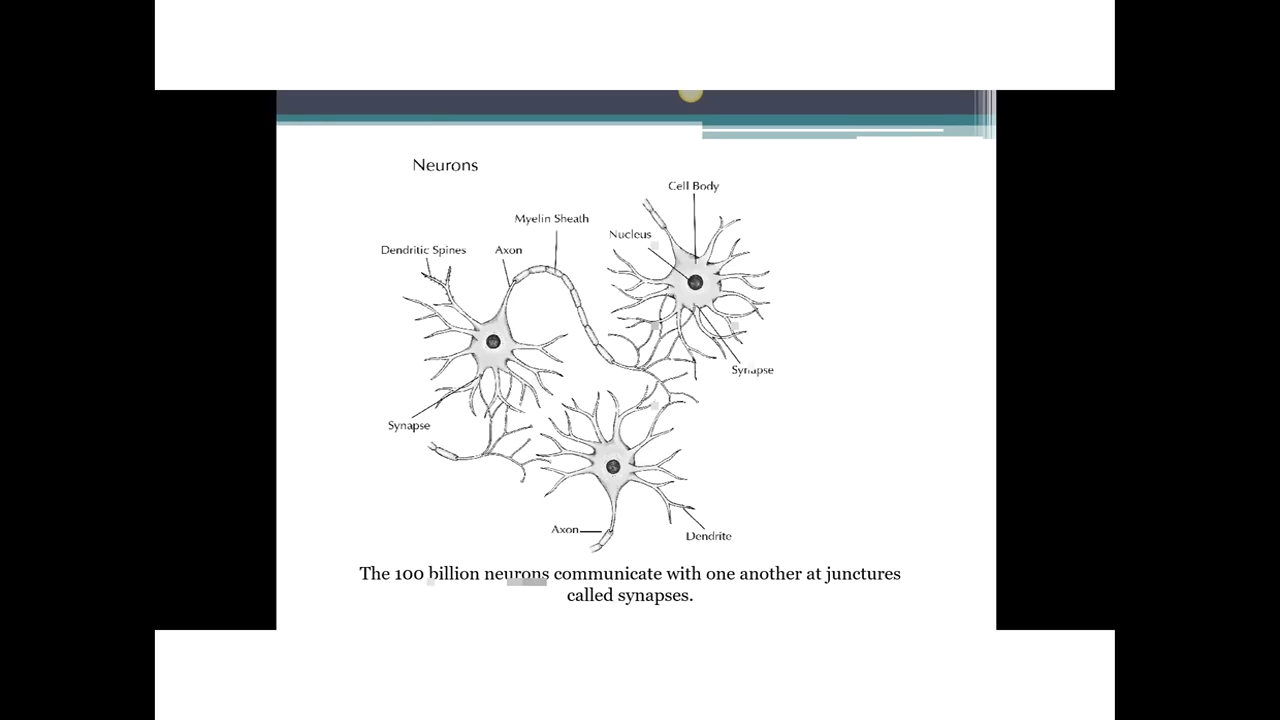 Neurons
Cell Body
Myelin Sheath
Nucleus
Dendritic Spines
Axon
Synapse
Synapse
Axon
Dendrite
The 100 billion neurons communicate with one another at junctures
called synapses.